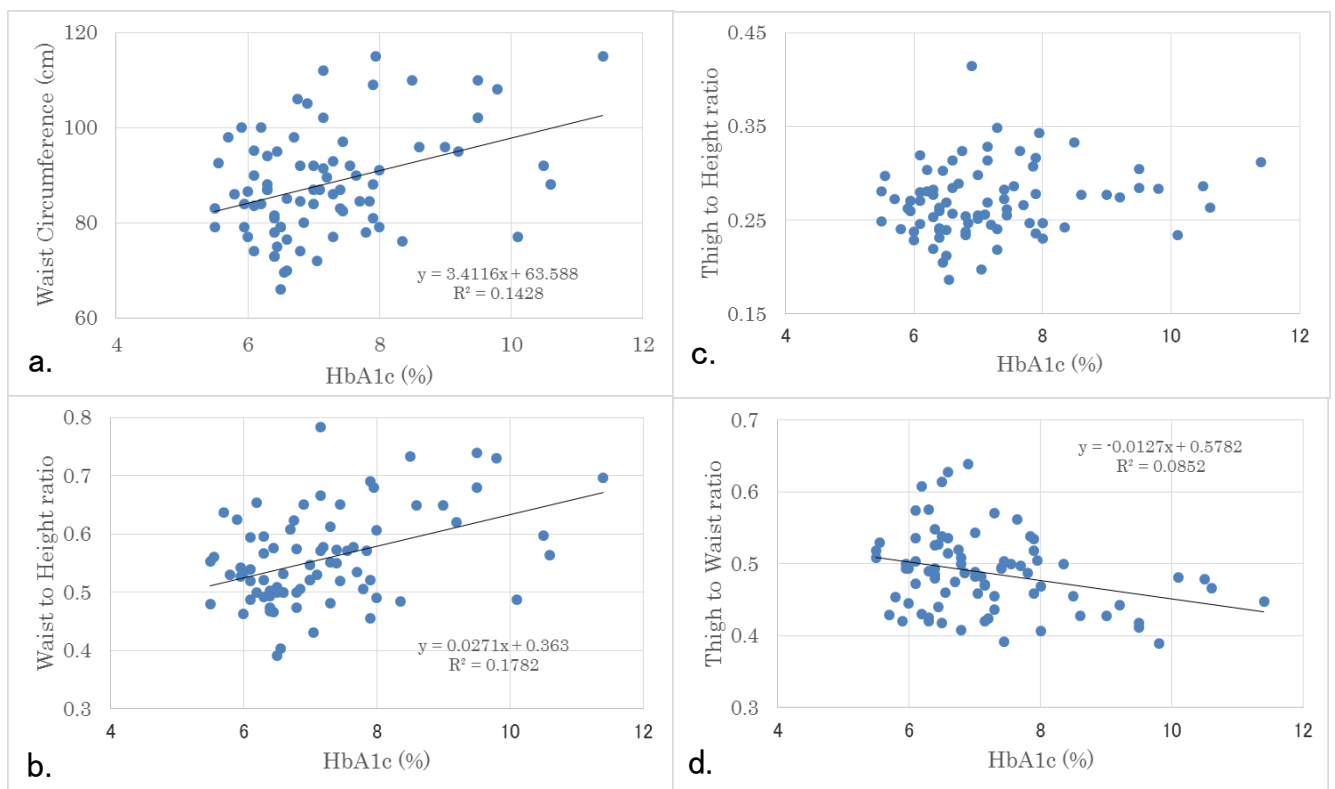 120
100
80
60
Waist Circumference (cm)
y = 3.4116x + 63.588
R² = 0.1428
4 6 8 10 12
HbA1c (%)
a.
0.45
0.35
0.25
0.15
Thigh to Height ratio
4 6 8 10 12
HbA1c (%)
c.
0.8
0.7
0.6
0.5
0.4
0.3
Waist to Height ratio
y = 0.0271x + 0.363
R² = 0.1782
4 6 8 10 12
HbA1c (%)
b.
0.7
0.6
0.5
0.4
0.3
Thigh to Waist ratio
y = -0.0127x + 0.5782
R² = 0.0852
4 6 8 10 12
HbA1c (%)
d.